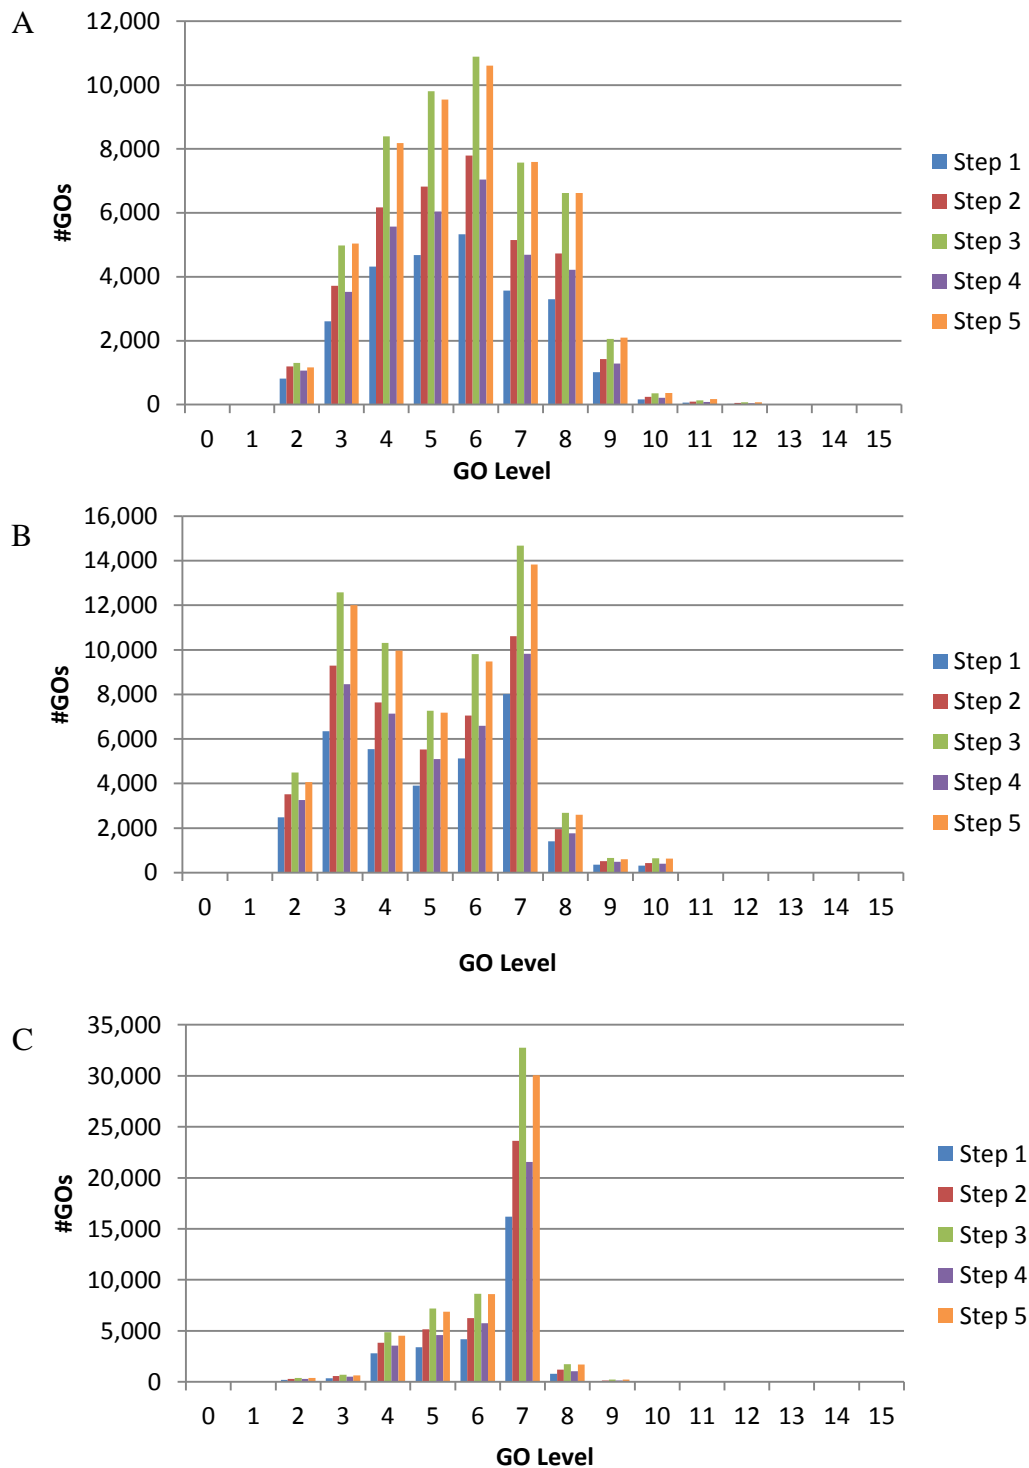 A
12,000
10,000
8,000
6,000
4,000
2,000
0
#GOs
0 1 2 3 4 5 6 7 8 9 10 11 12 13 14 15
GO Level
Step 1
Step 2
Step 3
Step 4
Step 5
B
16,000
14,000
12,000
10,000
8,000
6,000
4,000
2,000
0
#GOs
0 1 2 3 4 5 6 7 8 9 10 11 12 13 14 15
GO Level
Step 1
Step 2
Step 3
Step 4
Step 5
C
35,000
30,000
25,000
20,000
15,000
10,000
5,000
0
#GOs
0 1 2 3 4 5 6 7 8 9 10 11 12 13 14 15
GO Level
Step 1
Step 2
Step 3
Step 4
Step 5